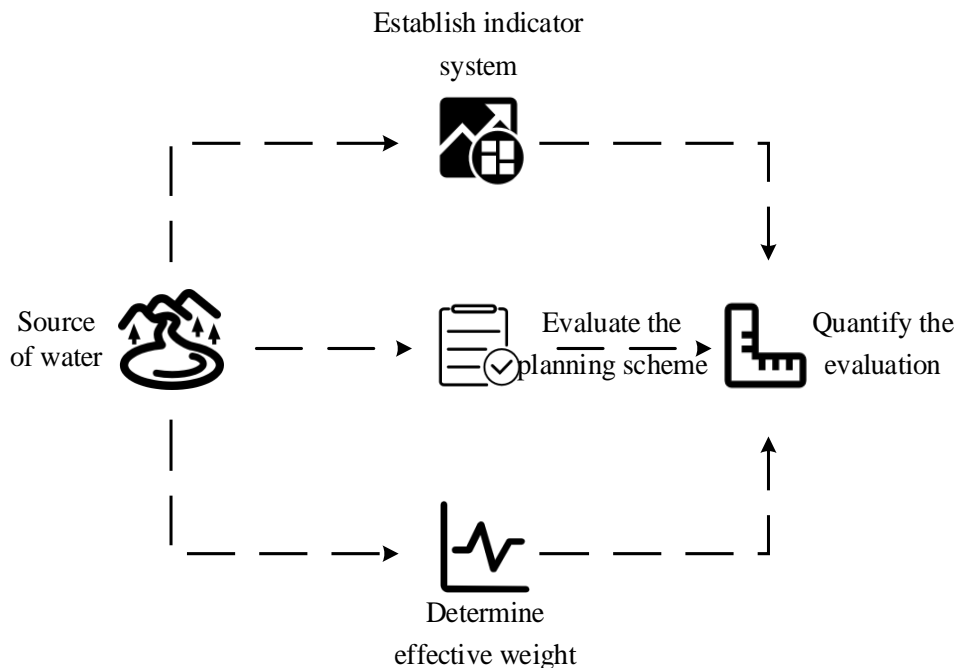 Establish indicator
system
Source
of water
Evaluate the
planning scheme
Quantify the
evaluation
Determine
effective weight